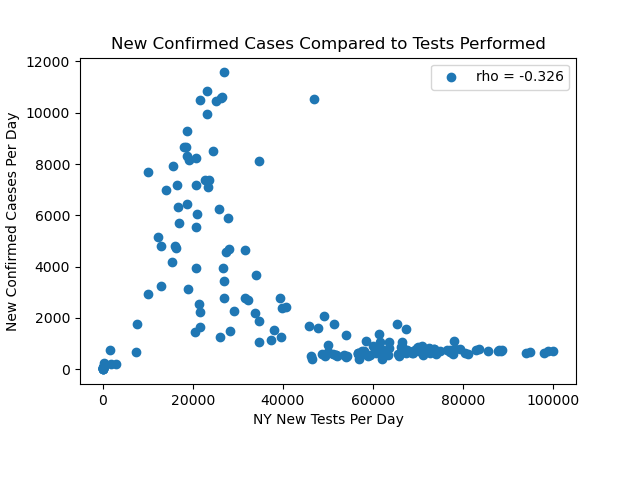 New Confirmed Cases Compared to Tests Performed
rho = -0.326
12000
10000
8000
6000
4000
2000
0
New Confirmed Caeses Per Day
0 20000 40000 60000 80000 100000
NY New Tests Per Day